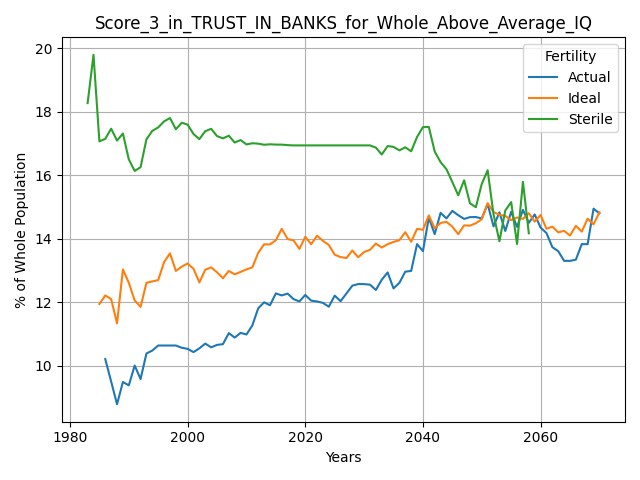 Score_3_in_TRUST_IN_BANKS_for_Whole_Above_Average_IQ
% of Whole Population
20
18
16
14
12
10
Fertility
Actual
Ideal
Sterile
1980 2000 2020 2040 2060
Years